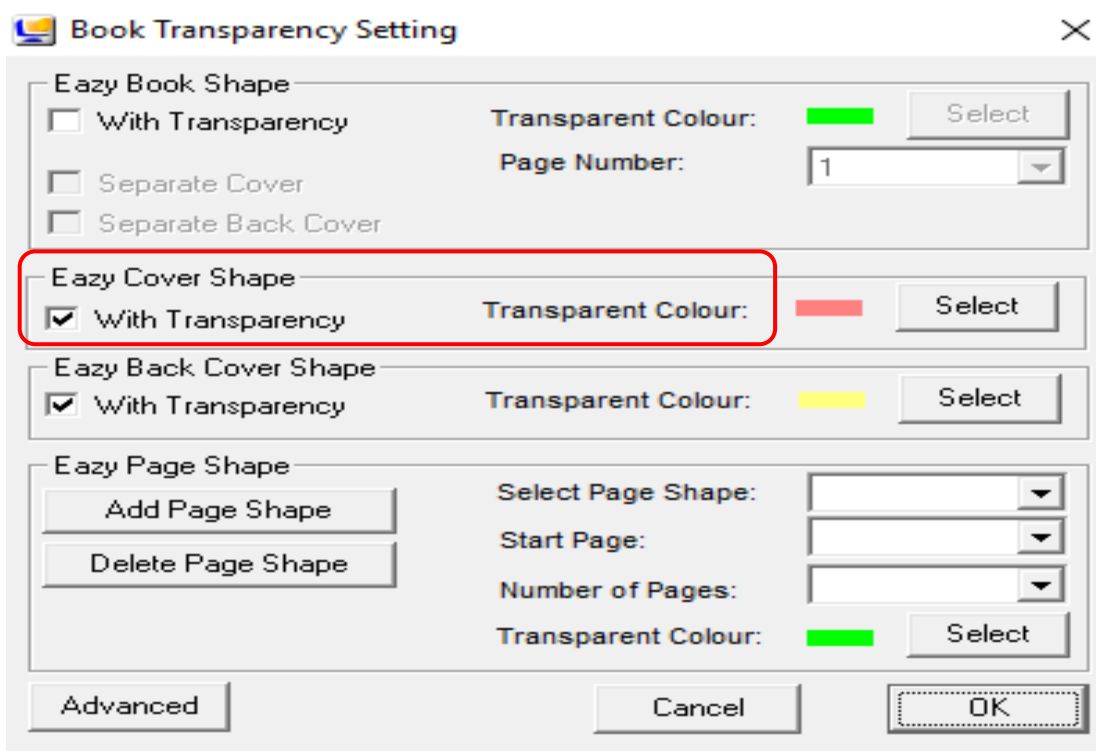 Book Transparency Setting
Eazy Book Shape
With Transparency
Transparent Colour:
Select
Page Number:
1
Separate Cover
Separate Back Cover
Eazy Cover Shape
With Transparency
Transparent Colour:
Select
Eazy Back Cover Shape
With Transparency
Transparent Colour:
Select
Eazy Page Shape
Add Page Shape
Delete Page Shape
Select Page Shape:
Start Page:
Number of Pages:
Transparent Colour:
Select
Advanced
Cancel
OK